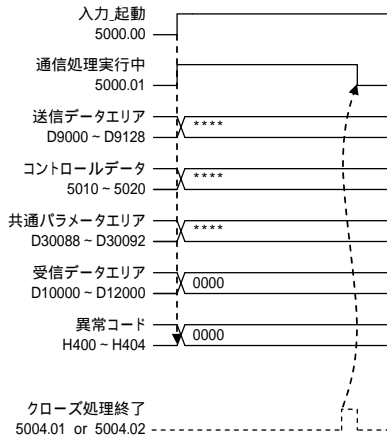 入力_起動
5000.00
通信処理実行中
5000.01
送信データエリア
D9000 ~ D9128
****
コントロールデータ
5010 ~ 5020
****
共通パラメータエリア
D30088 ~ D30092
****
受信データエリア
D10000 ~ D12000
0000
異常コード
H400 ~ H404
0000
クローズ処理終了
5004.01 or 5004.02